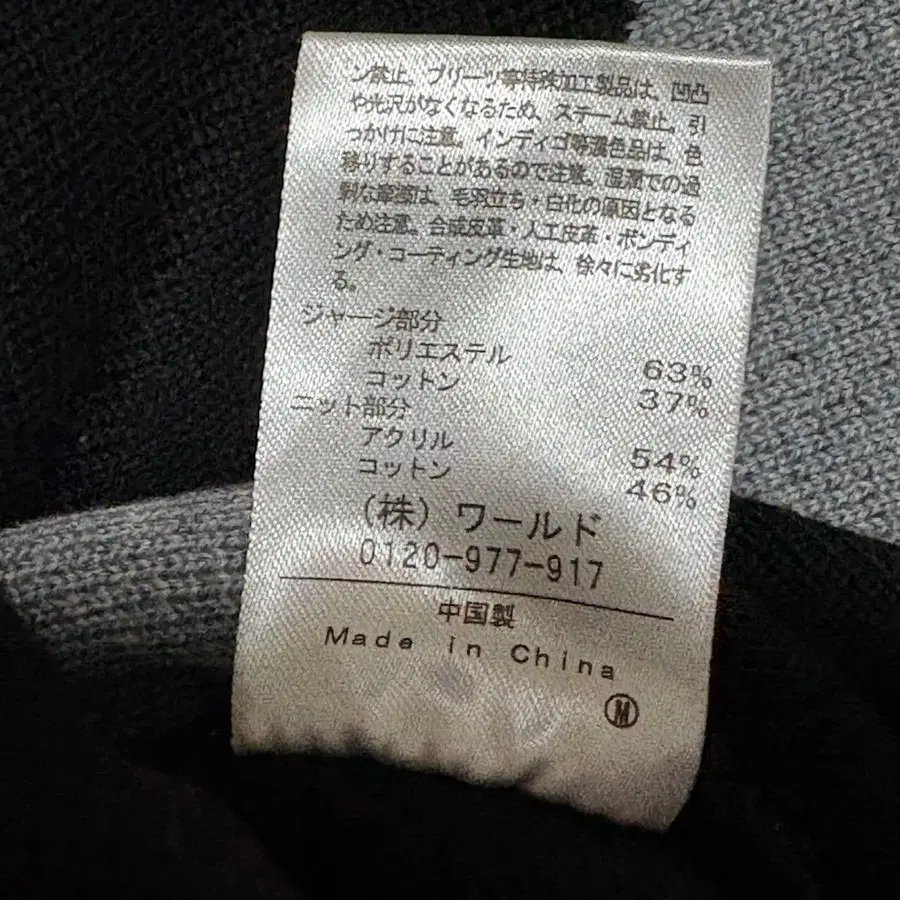 ン禁止。プリーツ等特殊加工製品は、凹凸
や光沢がなくなるため、スチーム禁止。引
っかけに注意。インディゴ等濃色品は、色
移りすることがあるので注意。湿潤での過
剰な摩擦は、毛羽立ち・白化の原因となる
ため注意。合成皮革・人工皮革・ボンディ
ング・コーティング生地は、徐々に劣化す
る。
ジャージ部分
ポリエステル 63%
コットン 37%
ニット部分
アクリル 54%
コットン 46%
(株)ワールド
0120-977-917
中国製
Made in China
M